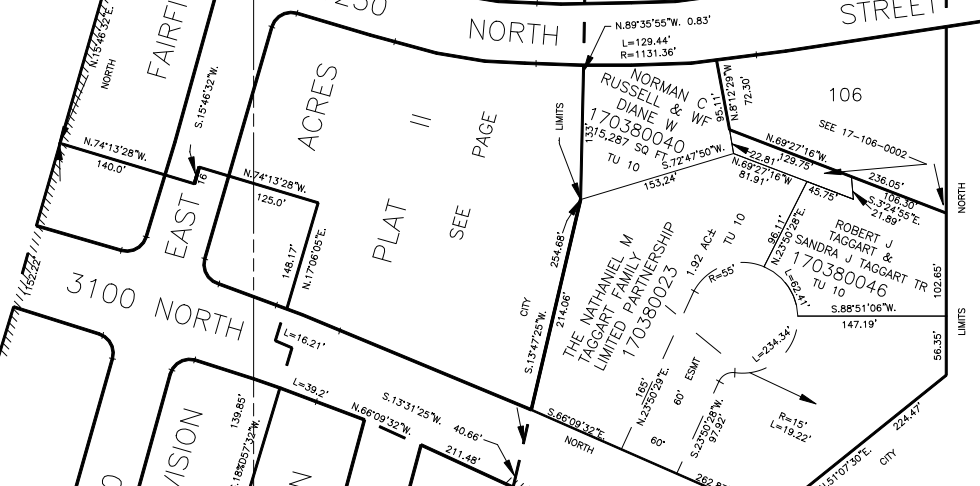 250
NORTH
STREET
N.89°35'55"W. 0.83'
L=129.44'
R=1131.36'
N.15°46'32"E.
NORTH
FAIRFI
S.15°46'32"W.
ACRES
II
PAGE
PLAT
SEE
LIMITS
133'
NORMAN C
RUSSELL & WF
DIANE W
170380040
15,287 SQ FT
TU 10
95.11'
N.8°12'29"W
72.30'
106
SEE 17-106-0002
N.69°27'16"W.
129.75'
22.81'
N.69°27'16"W
81.91'
236.05'
106.30'
S.3°24'55"E.
21.89'
45.75'
S.72°47'50"W.
153.24'
NORTH
N.74°13'28"W.
140.0'
16'
N.74°13'28"W.
125.0'
EAST
148.17'
N.17°06'05"E.
152.22'
3100 NORTH
254.68'
CITY
S.13°47'25"W.
214.06'
THE NATHANIEL M
TAGGART FAMILY
LIMITED PARTNERSHIP
170380023
1.92 AC±
TU 10
96.11'
N.23°50'28"E.
ROBERT J
TAGGART &
SANDRA J TAGGART TR
170380046
TU 10
R=55'
L=62.41'
L=234.34'
S.88°51'06"W.
147.19'
102.65'
56.35'
LIMITS
L=16.21'
L=39.2'
N.66°09'32"W.
S.13°31'25"W.
40.66'
211.48'
139.85'
VISION
S.66°09'32"E.
NORTH
165'
N.23°50'29"E.
60'
ESMT
60'
S.23°50'28"W.
97.92'
R=15'
L=19.22'
224.47'
N.51°07'30"E.
CITY